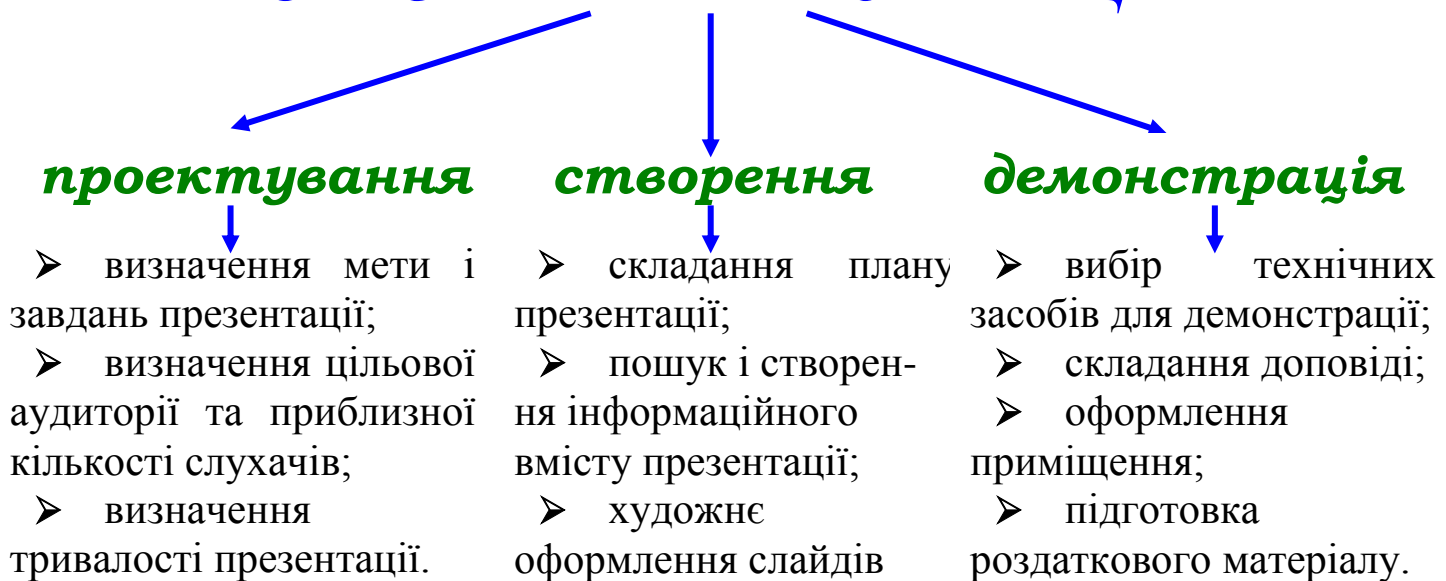 проектування
визначення мети і
завдань презентації;
визначення цільової
аудиторії та приблизної
кількості слухачів;
визначення
тривалості презентації.
створення
складання плану
презентації;
пошук і створен-
ня інформаційного
вмісту презентації;
художнє
оформлення слайдів
демонстрація
вибір технічних
засобів для демонстрації;
складання доповіді;
оформлення
приміщення;
підготовка
роздаткового матеріалу.